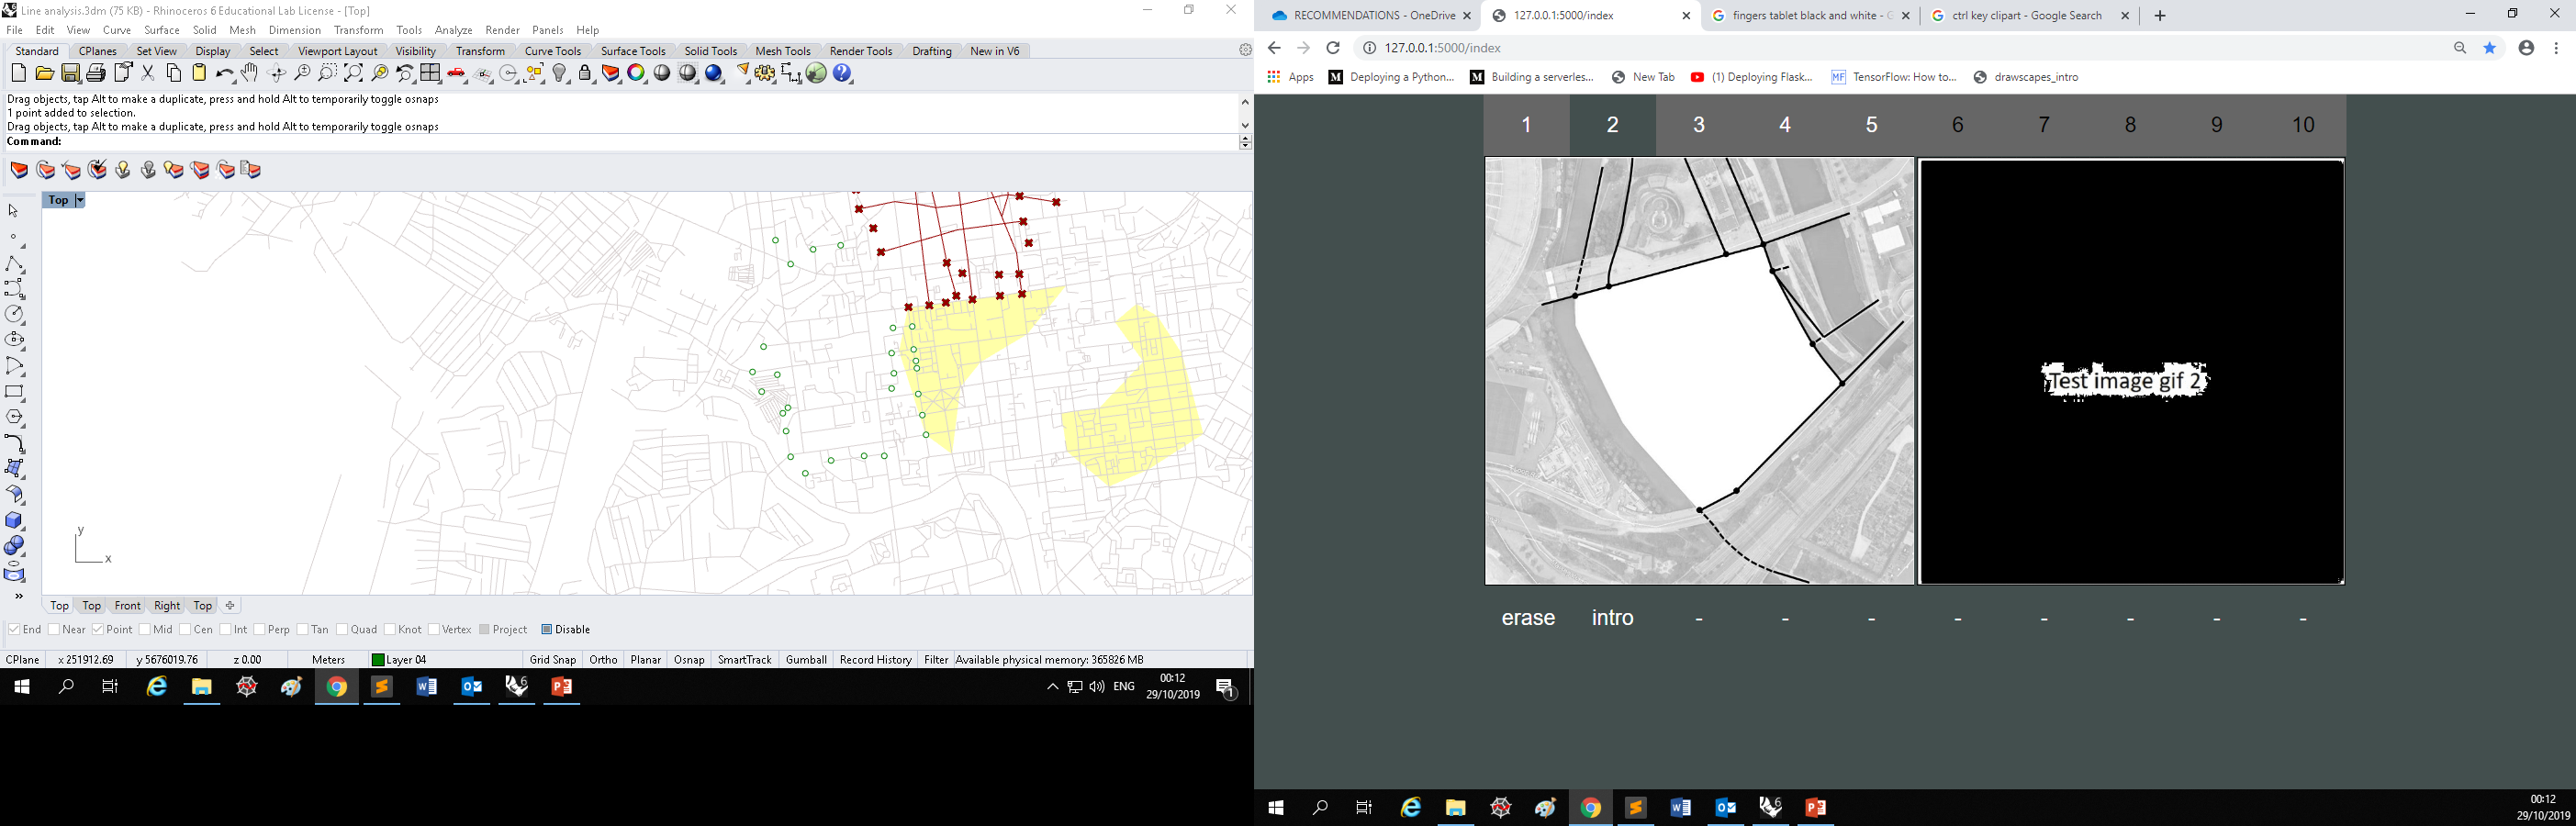 Line analysis.3dm (75 KB) - Rhinoceros 6 Educational Lab License - [Top]
File Edit View Curve Surface Solid Mesh Dimension Transform Tools Analyze Render Panels Help
Standard CPlanes Set View Display Select Viewport Layout Visibility Transform Curve Tools Surface Tools Solid Tools Mesh Tools Render Tools Drafting New in V6
Drag objects, tap Alt to make a duplicate, press and hold Alt to temporarily toggle osnaps
1 point added to selection.
Drag objects, tap Alt to make a duplicate, press and hold Alt to temporarily toggle osnaps
Command:
Top
y
x
Top Top Front Right Top
End Near Point Mid Cen Int Perp Tan Quad Knot Vertex Project Disable
CPlane x 251912.69 y 5676019.76 z 0.00 Meters Layer 04 Grid Snap Ortho Planar Osnap SmartTrack Gumball Record History Filter Available physical memory: 365826 MB
ENG
00:12
29/10/2019
1
RECOMMENDATIONS - OneDrive 127.0.0.1:5000/index fingers tablet black and white - G ctrl key clipart - Google Search
127.0.0.1:5000/index
Apps Deploying a Python... Building a serverles... New Tab (1) Deploying Flask... TensorFlow: How to... drawscapes_intro
1 2 3 4 5 6 7 8 9 10
Test image gif 2
erase intro - - - - - - - -
00:12
29/10/2019